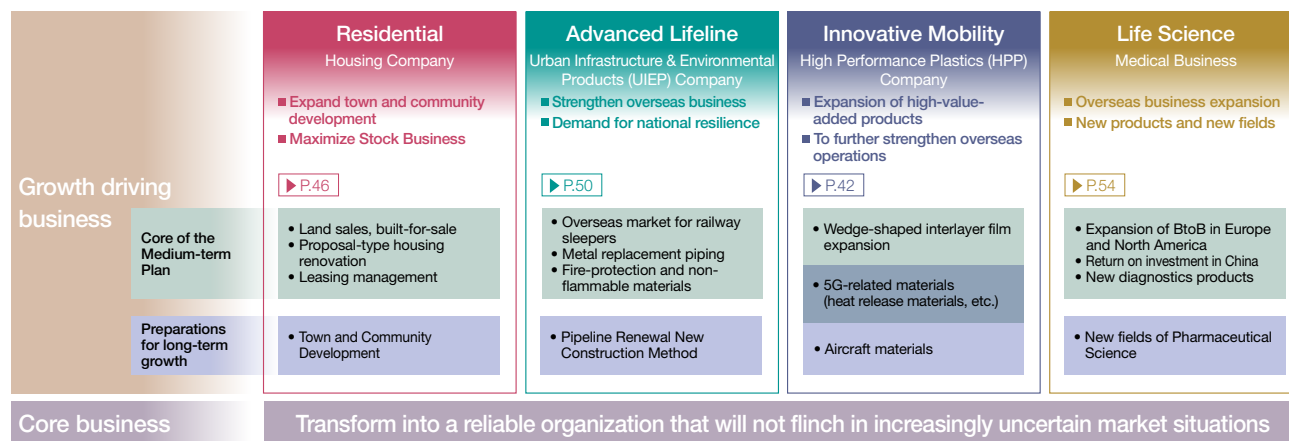 Growth driving
business
Residential
Housing Company
■ Expand town and community
development
■ Maximize Stock Business
▶ P.46
Advanced Lifeline
Urban Infrastructure & Environmental
Products (UIEP) Company
■ Strengthen overseas business
■ Demand for national resilience
▶ P.50
Innovative Mobility
High Performance Plastics (HPP)
Company
■ Expansion of high-value-
added products
■ To further strengthen overseas
operations
▶ P.42
Life Science
Medical Business
■ Overseas business expansion
■ New products and new fields
▶ P.54
Core of the
Medium-term
Plan
• Land sales, built-for-sale
• Proposal-type housing
renovation
• Leasing management
• Overseas market for railway
sleepers
• Metal replacement piping
• Fire-protection and non-
flammable materials
• Wedge-shaped interlayer film
expansion
• 5G-related materials
(heat release materials, etc.)
• Expansion of BtoB in Europe
and North America
• Return on investment in China
• New diagnostics products
Preparations
for long-term
growth
• Town and Community
Development
• Pipeline Renewal New
Construction Method
• Aircraft materials
• New fields of Pharmaceutical
Science
Core business
Transform into a reliable organization that will not flinch in increasingly uncertain market situations